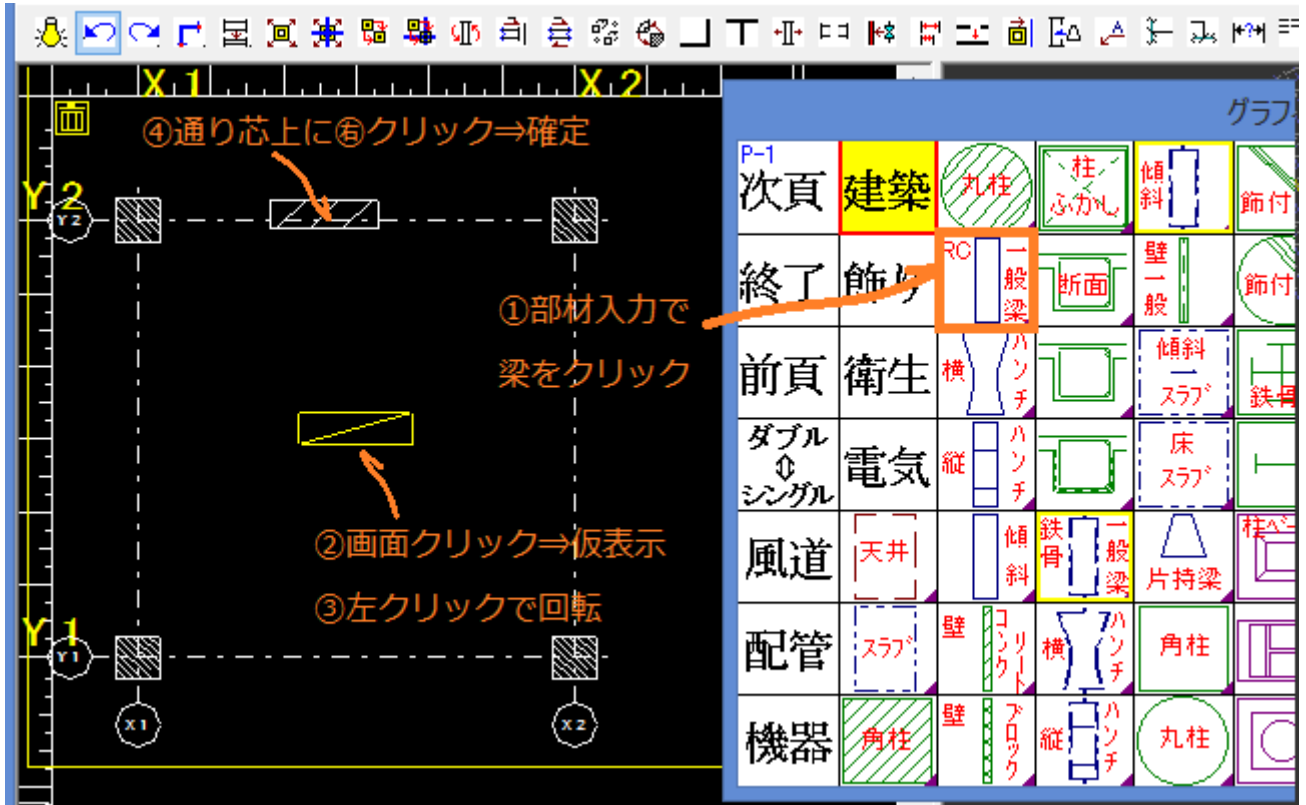 X 1
X 2
④通り芯上に㊨クリック⇒確定
Y 2
Y2
①部材入力で
梁をクリック
②画面クリック⇒仮表示
③左クリックで回転
Y 1
Y1
X1
X2
グラフ
P-1
次頁
建築
丸柱
柱
ふかし
傾斜
飾付
終了
飾り
RC
一般梁
断面
壁一般
飾付
前頁
衛生
横
ハンチ
傾斜
スラブ
鉄骨
ダブル
⇕
シングル
電気
縦
ハンチ
床
スラブ
風道
天井
傾斜
鉄骨
一般梁
片持梁
配管
スラブ
壁
コンクリート
横
ハンチ
角柱
機器
角柱
壁
ブロック
縦
ハンチ
丸柱